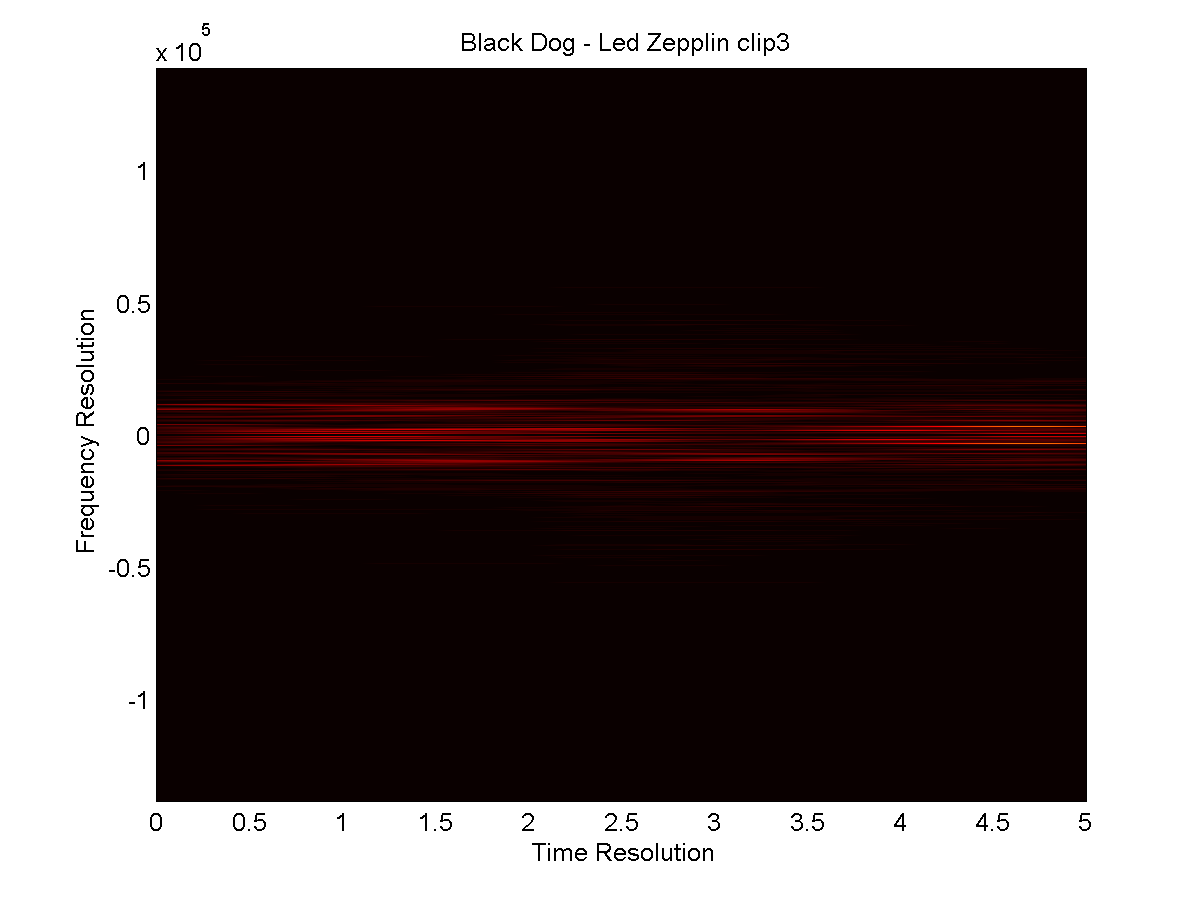 Black Dog - Led Zepplin clip3
x 10^5
1
0.5
0
-0.5
-1
Frequency Resolution
0 0.5 1 1.5 2 2.5 3 3.5 4 4.5 5
Time Resolution